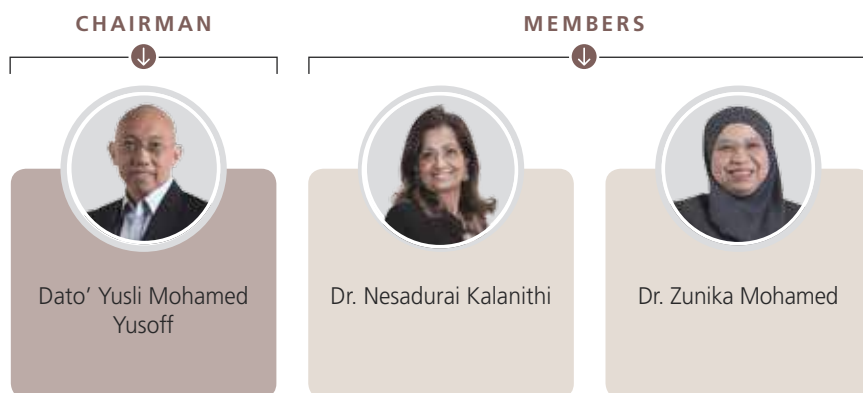 CHAIRMAN
MEMBERS
Dato’ Yusli Mohamed
Yusoff
Dr. Nesadurai Kalanithi
Dr. Zunika Mohamed